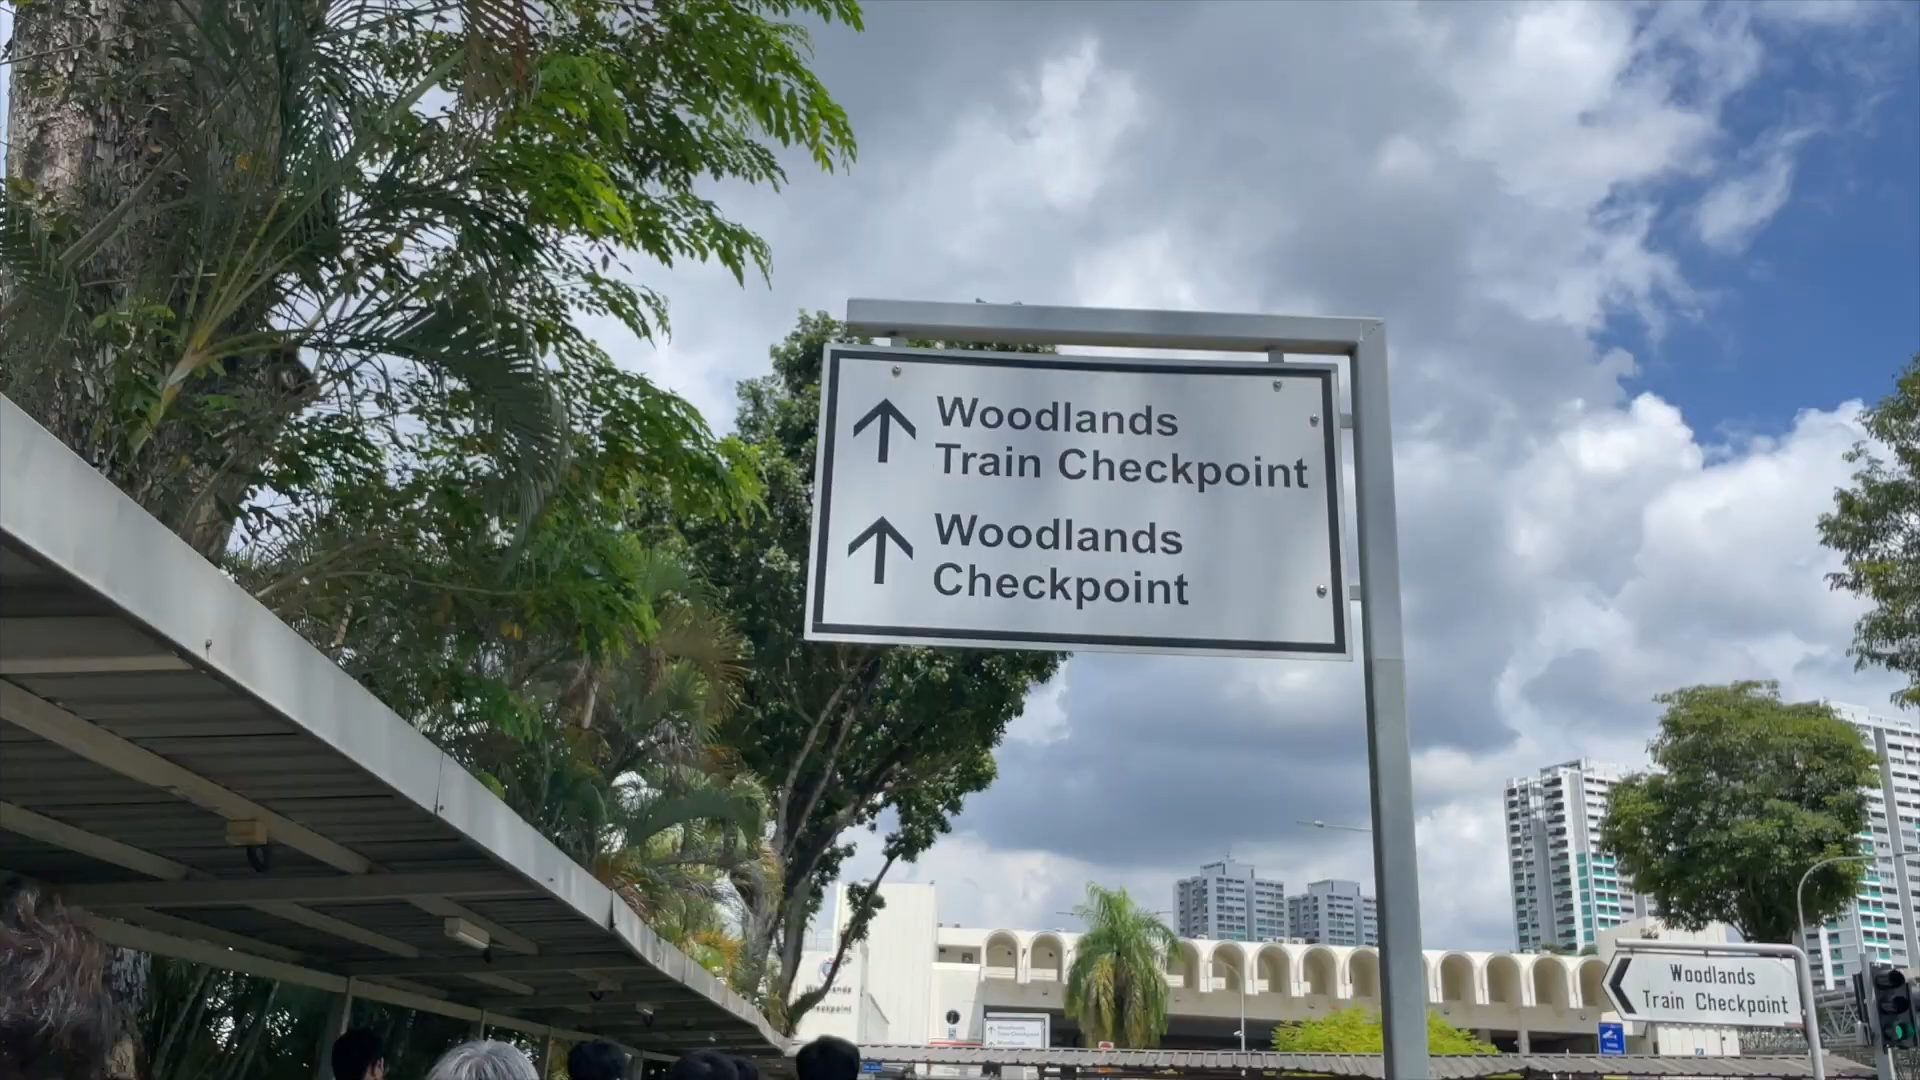 Woodlands
Train Checkpoint
Woodlands
Checkpoint
Woodlands
Train Checkpoint